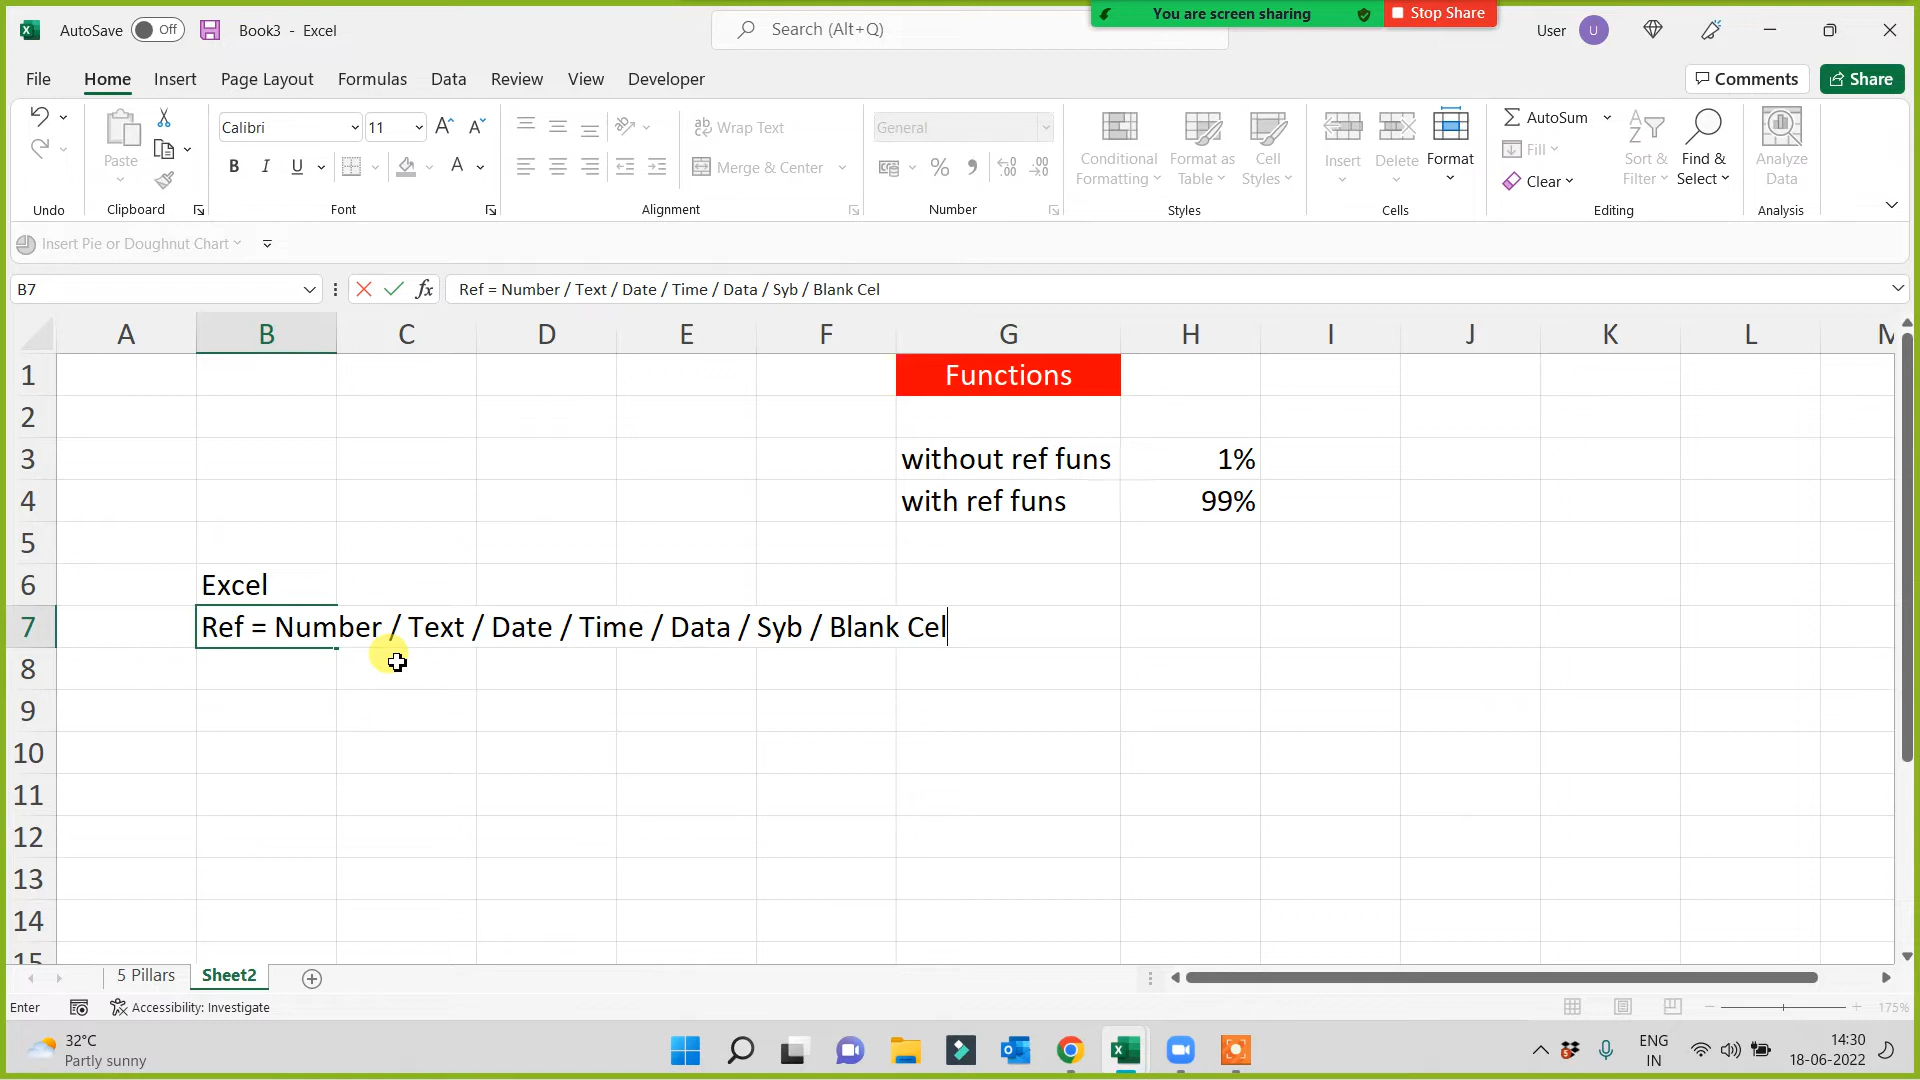 You are screen sharing
Stop Share
AutoSave Off Book3 - Excel
Search (Alt+Q)
User U
File Home Insert Page Layout Formulas Data Review View Developer
Comments Share
Paste
Calibri 11
B I U
Wrap Text
Merge & Center
General
Conditional Formatting
Format as Table
Cell Styles
Insert Delete Format
AutoSum
Fill
Clear
Sort & Filter
Find & Select
Analyze Data
Undo Clipboard Font Alignment Number Styles Cells Editing Analysis
Insert Pie or Doughnut Chart
B7 fx Ref = Number / Text / Date / Time / Data / Syb / Blank Cel
A B C D E F G H I J K L M
1 Functions
2
3 without ref funs 1%
4 with ref funs 99%
5
6 Excel
7 Ref = Number / Text / Date / Time / Data / Syb / Blank Cel
8
9
10
11
12
13
14
15
5 Pillars Sheet2
Enter Accessibility: Investigate 175%
32°C
Partly sunny
ENG
IN
14:30
18-06-2022